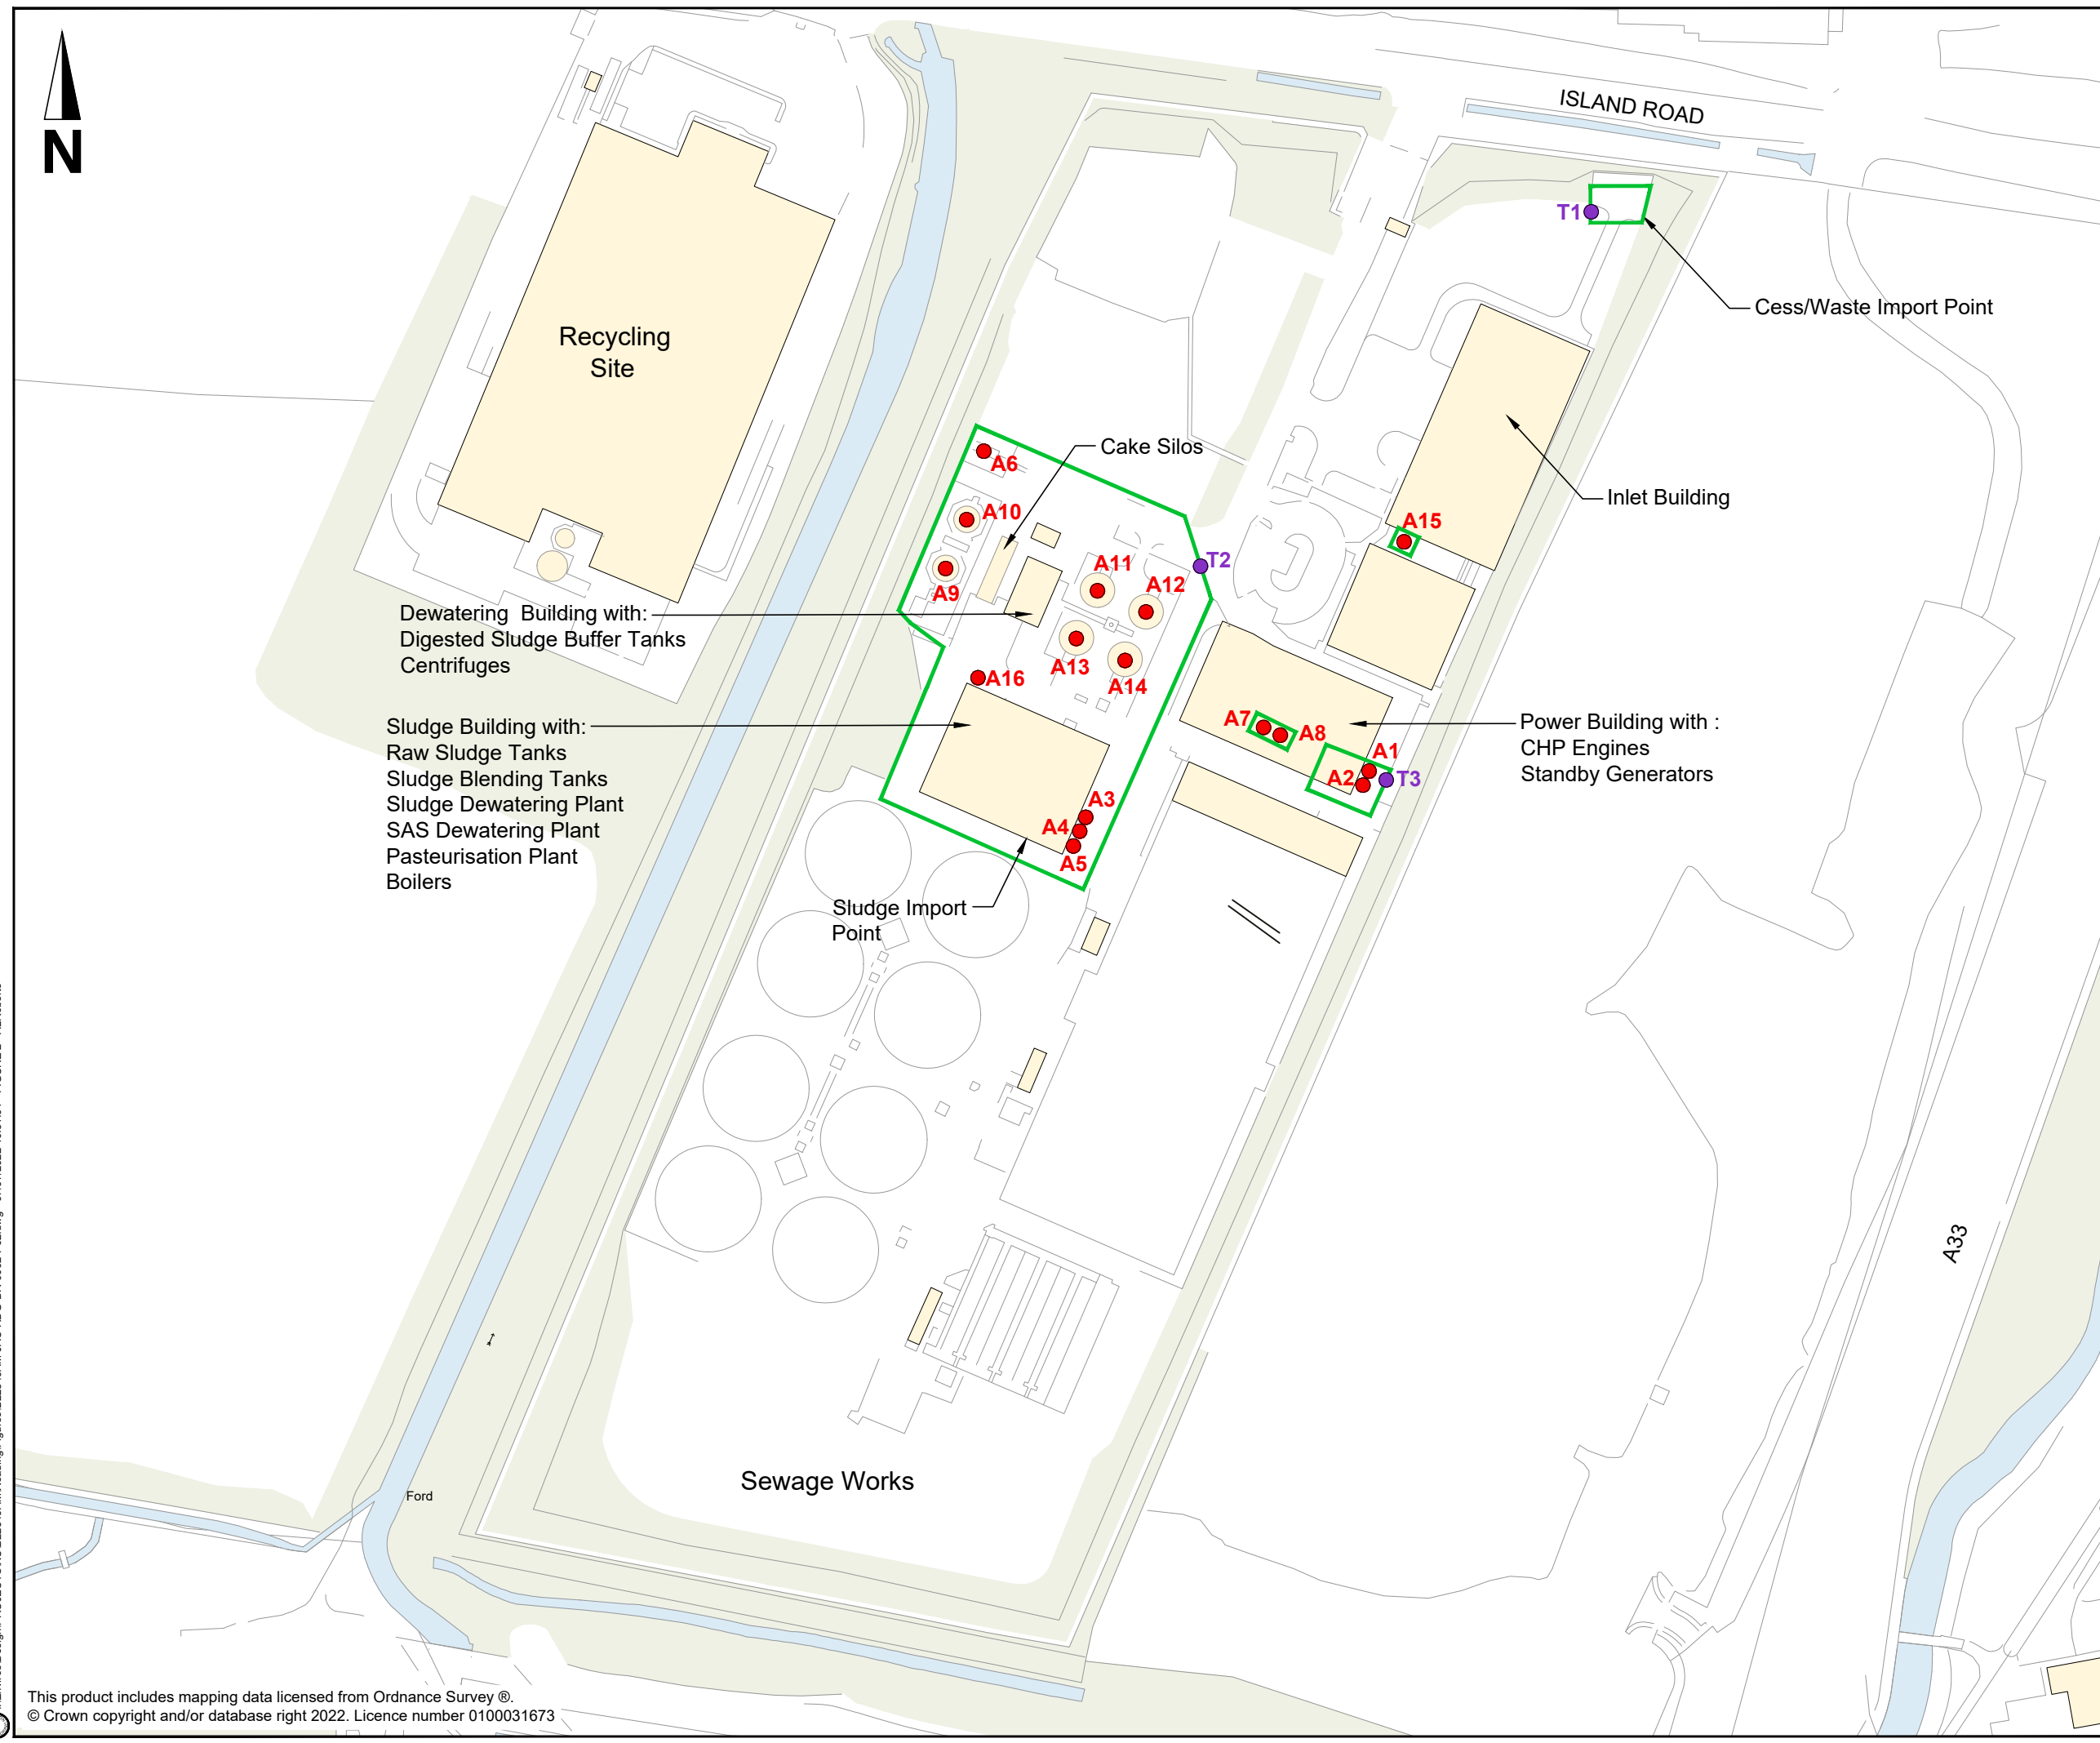 ISLAND ROAD
N
T1
Cess/Waste Import Point
Recycling
Site
Cake Silos
A6
Inlet Building
A10
A15
T2
A11
A12
A9
Dewatering Building with:
Digested Sludge Buffer Tanks
Centrifuges
A13
A16
A14
Sludge Building with:
Raw Sludge Tanks
Sludge Blending Tanks
Sludge Dewatering Plant
SAS Dewatering Plant
Pasteurisation Plant
Boilers
A7
A8
Power Building with :
CHP Engines
Standby Generators
A1
A2
T3
A3
A4
A5
Sludge Import
Point
A33
Sewage Works
Ford
This product includes mapping data licensed from Ordnance Survey ®.
© Crown copyright and/or database right 2022. Licence number 0100031673